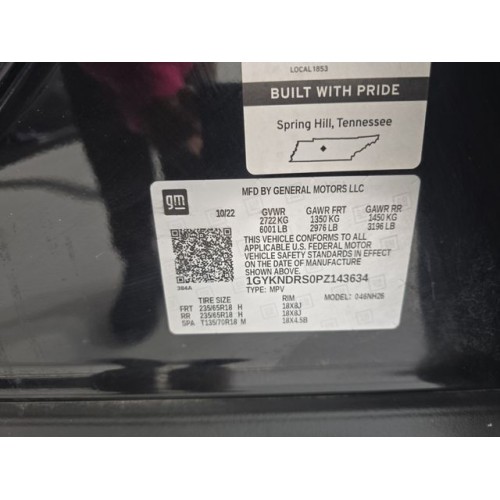 LOCAL 1853
BUILT WITH PRIDE
Spring Hill, Tennessee
gm
MFD BY GENERAL MOTORS LLC
10/22 GVWR GAWR FRT GAWR RR
2722 KG 1350 KG 1450 KG
6001 LB 2976 LB 3196 LB
THIS VEHICLE CONFORMS TO ALL
APPLICABLE U.S. FEDERAL MOTOR
VEHICLE SAFETY STANDARDS IN EFFECT
ON THE DATE OF MANUFACTURE
SHOWN ABOVE.
1GYKNDRS0PZ143634
TYPE: MPV
TIRE SIZE RIM MODEL: 046NH26
FRT 235/65R18 H 18X8J
RR 235/65R18 H 18X8J
SPA T135/70R18 M 18X4.5B